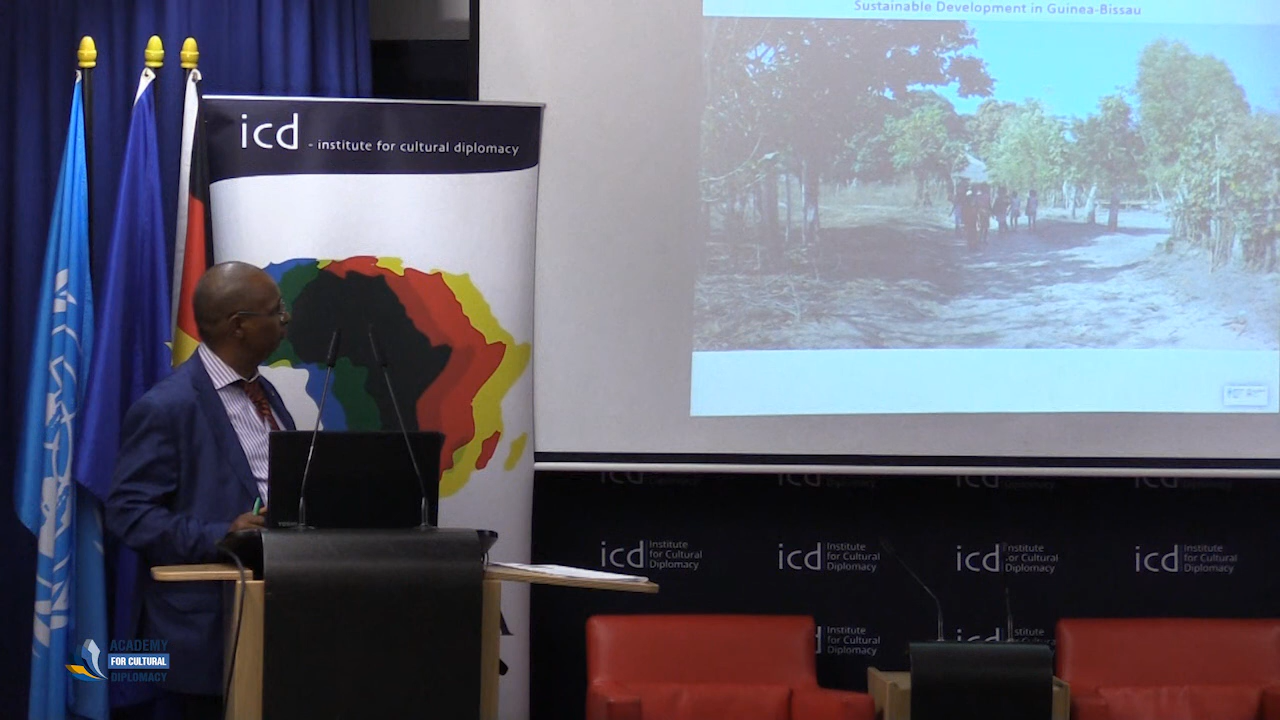 Sustainable Development in Guinea-Bissau
icd - institute for cultural diplomacy
icd Institute for Cultural Diplomacy
icd Institute for Cultural Diplomacy
icd Institute for Cultural Diplomacy
icd Institute for Cultural Diplomacy
Institute for Cultural Diplomacy
icd
ACADEMY
FOR CULTURAL
DIPLOMACY